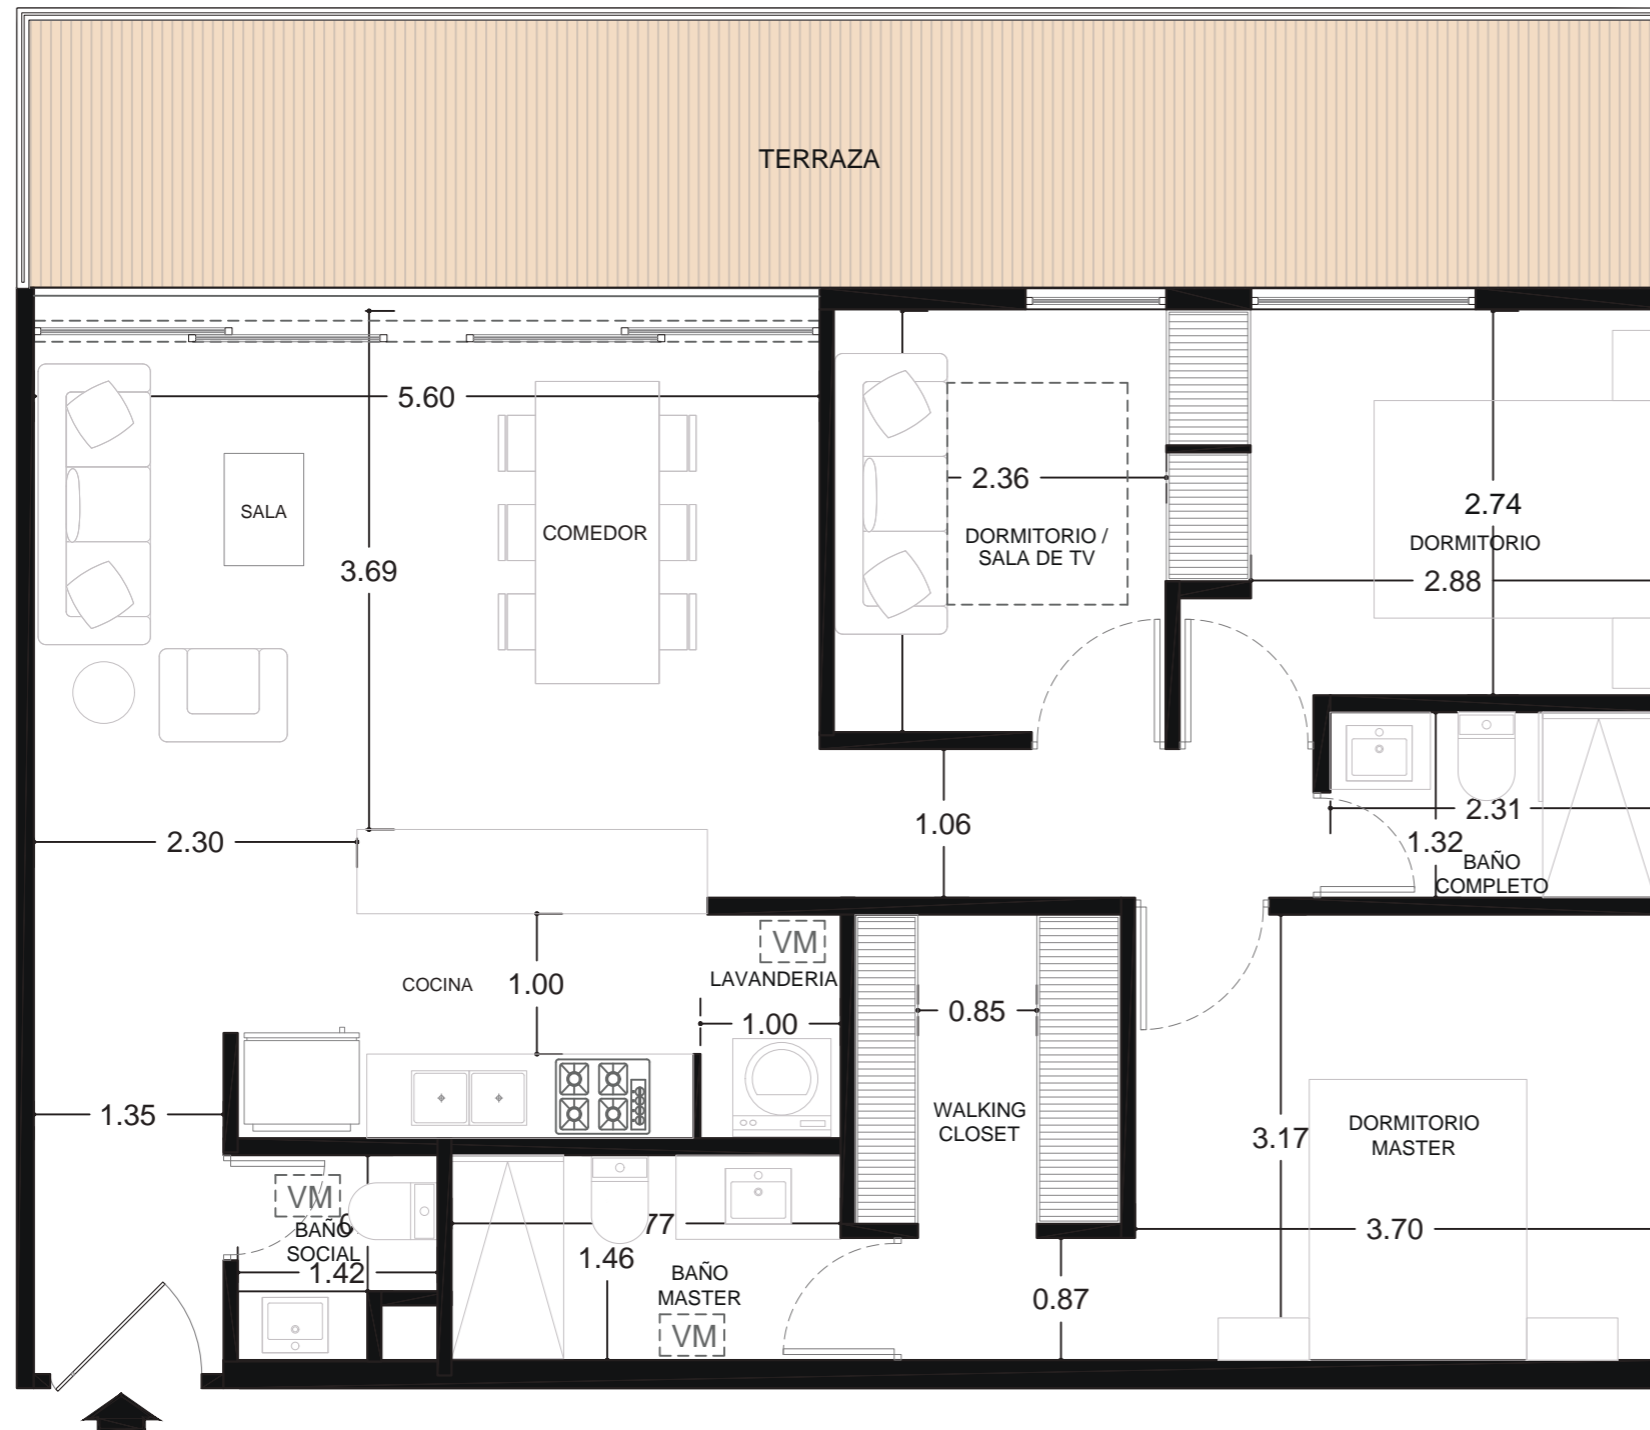 TERRAZA
5.60
2.36
SALA
COMEDOR
DORMITORIO /
SALA DE TV
2.74
DORMITORIO
2.88
3.69
2.30
1.06
2.31
1.32
BAÑO
COMPLETO
VM
LAVANDERIA
COCINA
1.00
1.00
0.85
1.35
WALKING
CLOSET
DORMITORIO
MASTER
3.17
VM
BAÑO
SOCIAL
1.42
77
1.46
BAÑO
MASTER
VM
3.70
0.87